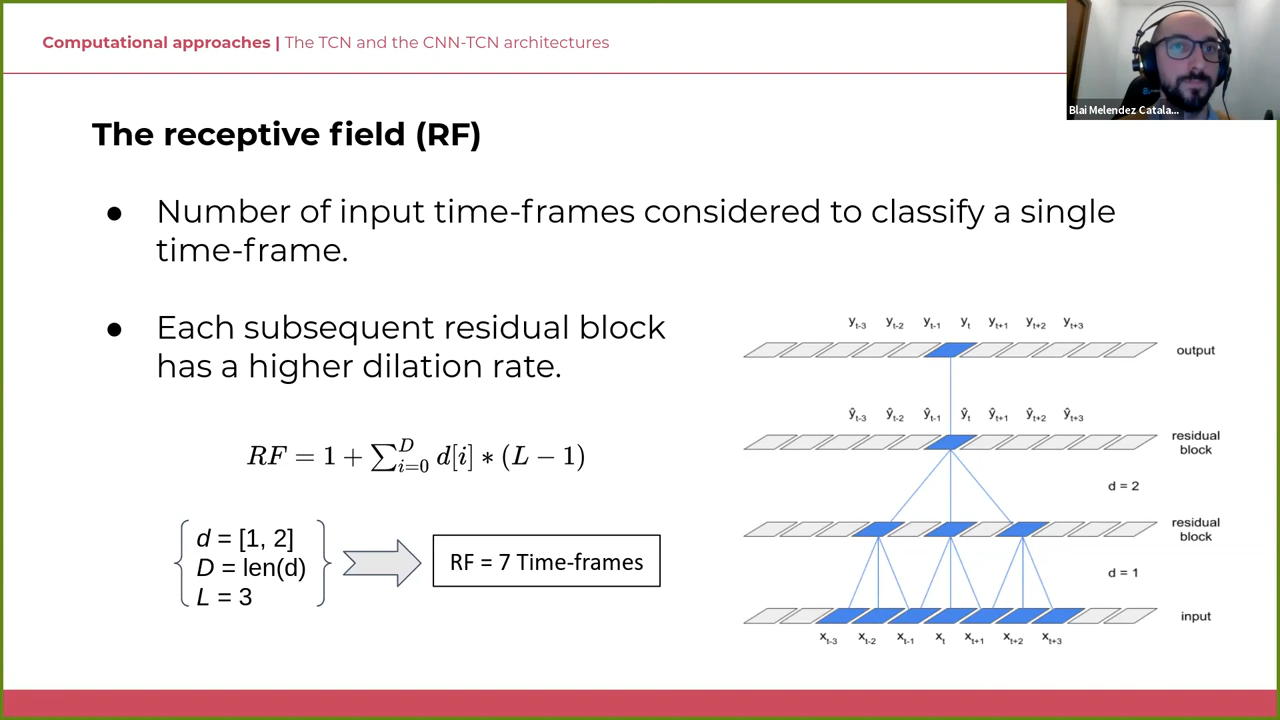 Computational approaches | The TCN and the CNN-TCN architectures
Blai Melendez Catala...
The receptive field (RF)
● Number of input time-frames considered to classify a single
time-frame.
● Each subsequent residual block
has a higher dilation rate.
RF = 1 + ∑_{i=0}^{D} d[i] * (L − 1)
d = [1, 2]
D = len(d)
L = 3
RF = 7 Time-frames
y_{t-3} y_{t-2} y_{t-1} y_t y_{t+1} y_{t+2} y_{t+3}
output
ŷ_{t-3} ŷ_{t-2} ŷ_{t-1} ŷ_t ŷ_{t+1} ŷ_{t+2} ŷ_{t+3}
residual
block
d = 2
residual
block
d = 1
input
x_{t-3} x_{t-2} x_{t-1} x_t x_{t+1} x_{t+2} x_{t+3}